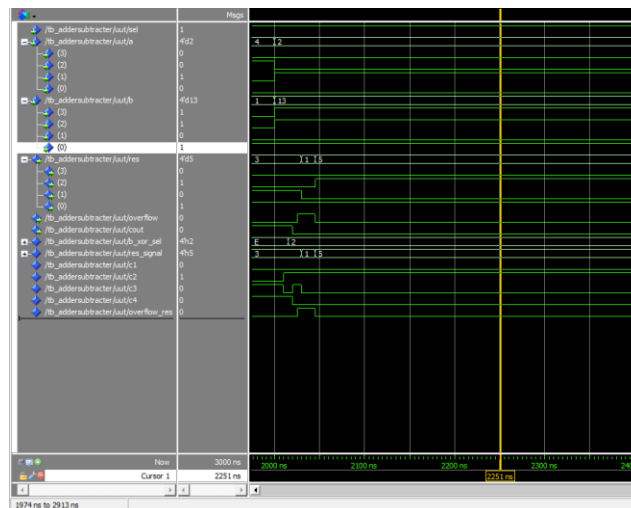 Msgs
/tb_addersubtracter/uut/sel 1
/tb_addersubtracter/uut/a 4'd2 4 2
(3) 0
(2) 0
(1) 1
(0) 0
/tb_addersubtracter/uut/b 4'd13 1 13
(3) 1
(2) 1
(1) 0
(0) 1
/tb_addersubtracter/uut/res 4'd5 3 1 5
(3) 0
(2) 1
(1) 0
(0) 1
/tb_addersubtracter/uut/overflow 0
/tb_addersubtracter/uut/cout 0
/tb_addersubtracter/uut/b_xor_sel 4'h2 E 2
/tb_addersubtracter/uut/res_signal 4'h5 3 1 5
/tb_addersubtracter/uut/c1 0
/tb_addersubtracter/uut/c2 1
/tb_addersubtracter/uut/c3 0
/tb_addersubtracter/uut/c4 0
/tb_addersubtracter/uut/overflow_res 0
Now 3000 ns 2000 ns 2100 ns 2200 ns 2300 ns 240
Cursor 1 2251 ns 2251 ns
1974 ns to 2913 ns